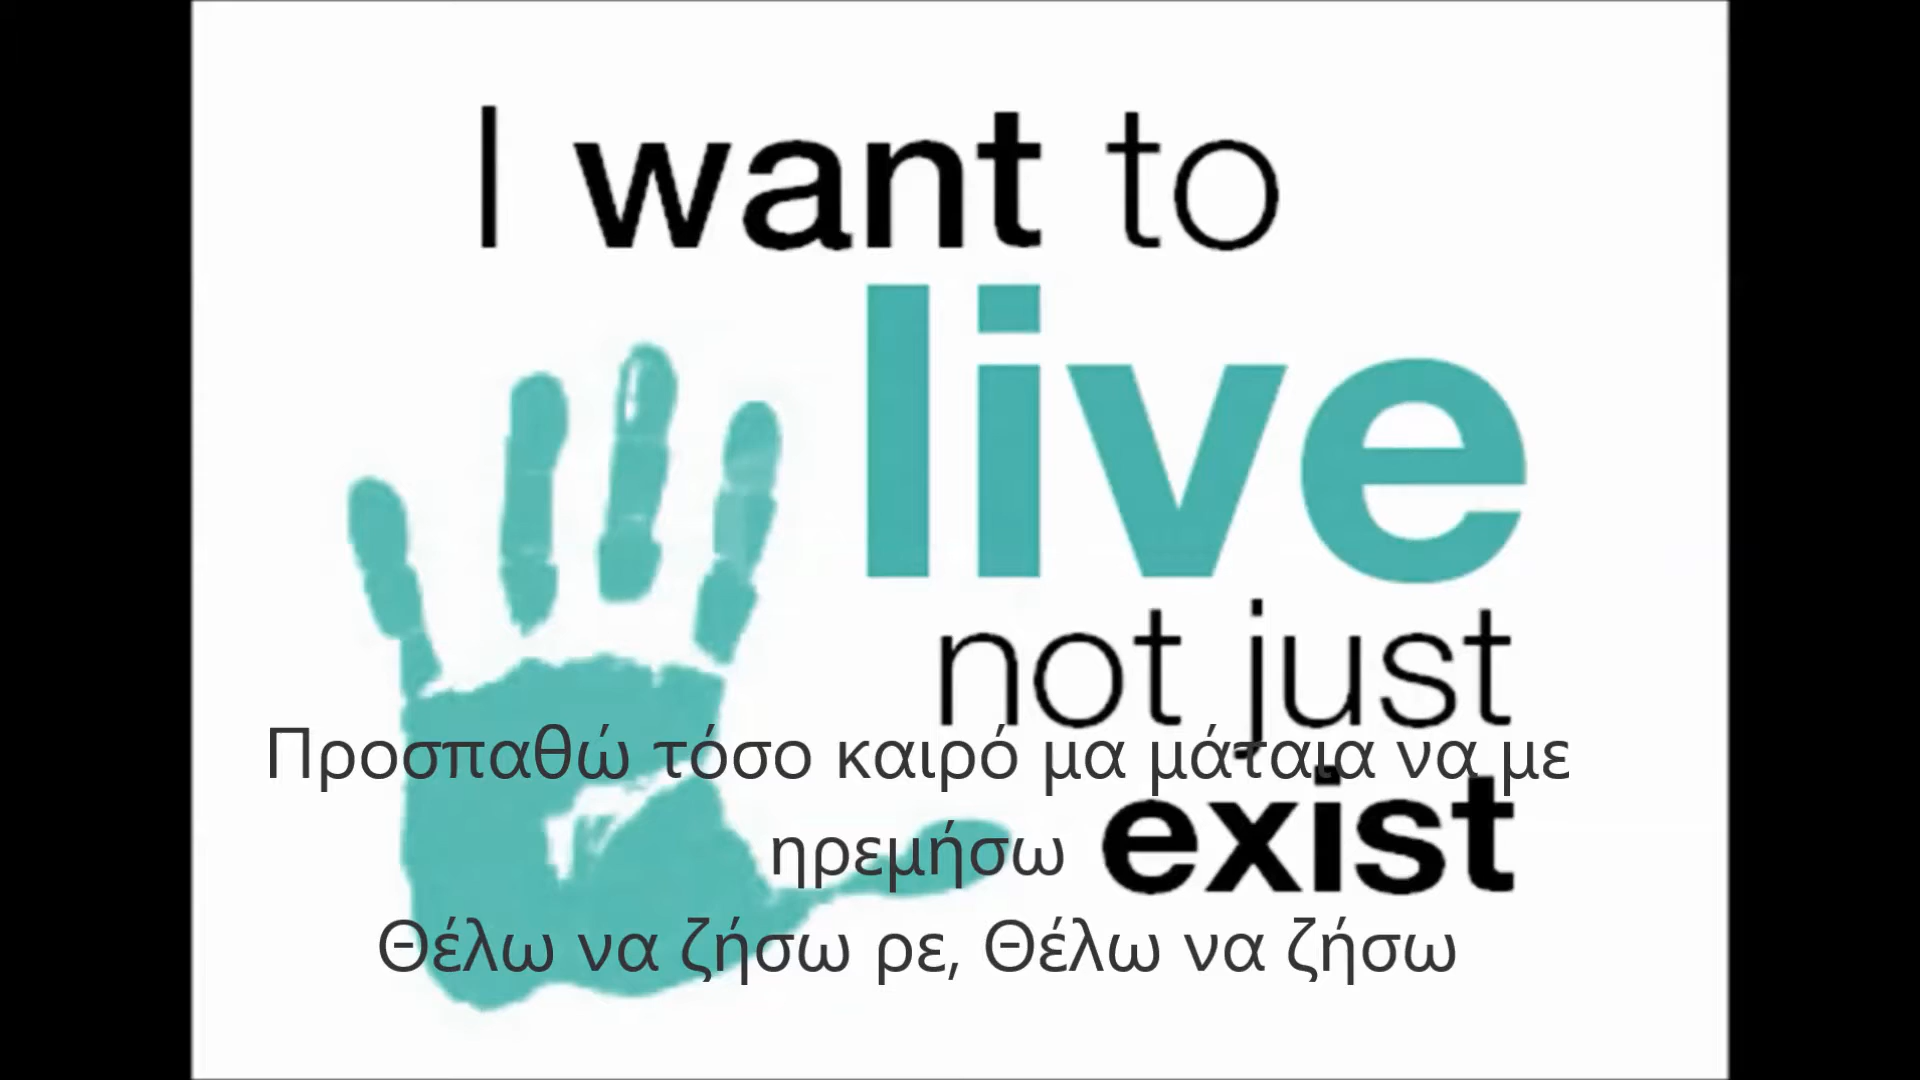 I want to
live
not just
exist
Προσπαθώ τόσο καιρό μα μάταια να με
ηρεμήσω
Θέλω να ζήσω ρε, Θέλω να ζήσω